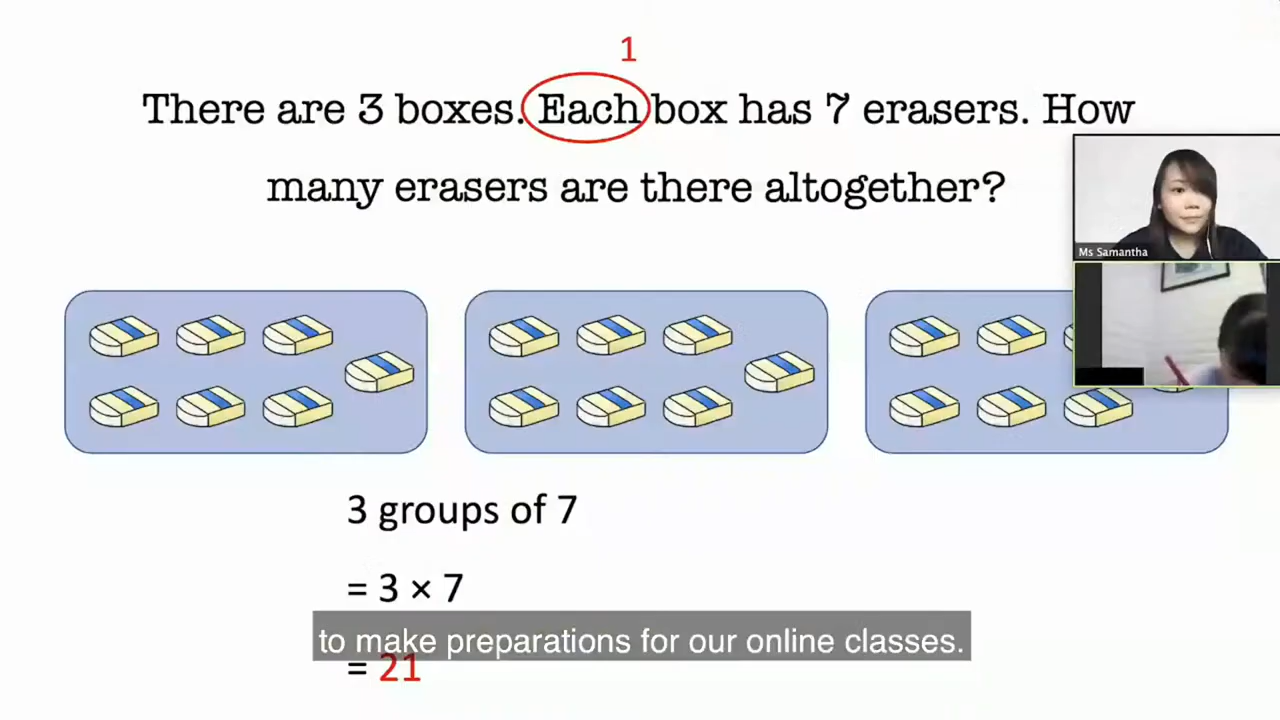 1
There are 3 boxes. Each box has 7 erasers. How
many erasers are there altogether?
Ms Samantha
3 groups of 7
= 3 × 7
to make preparations for our online classes.
= 21